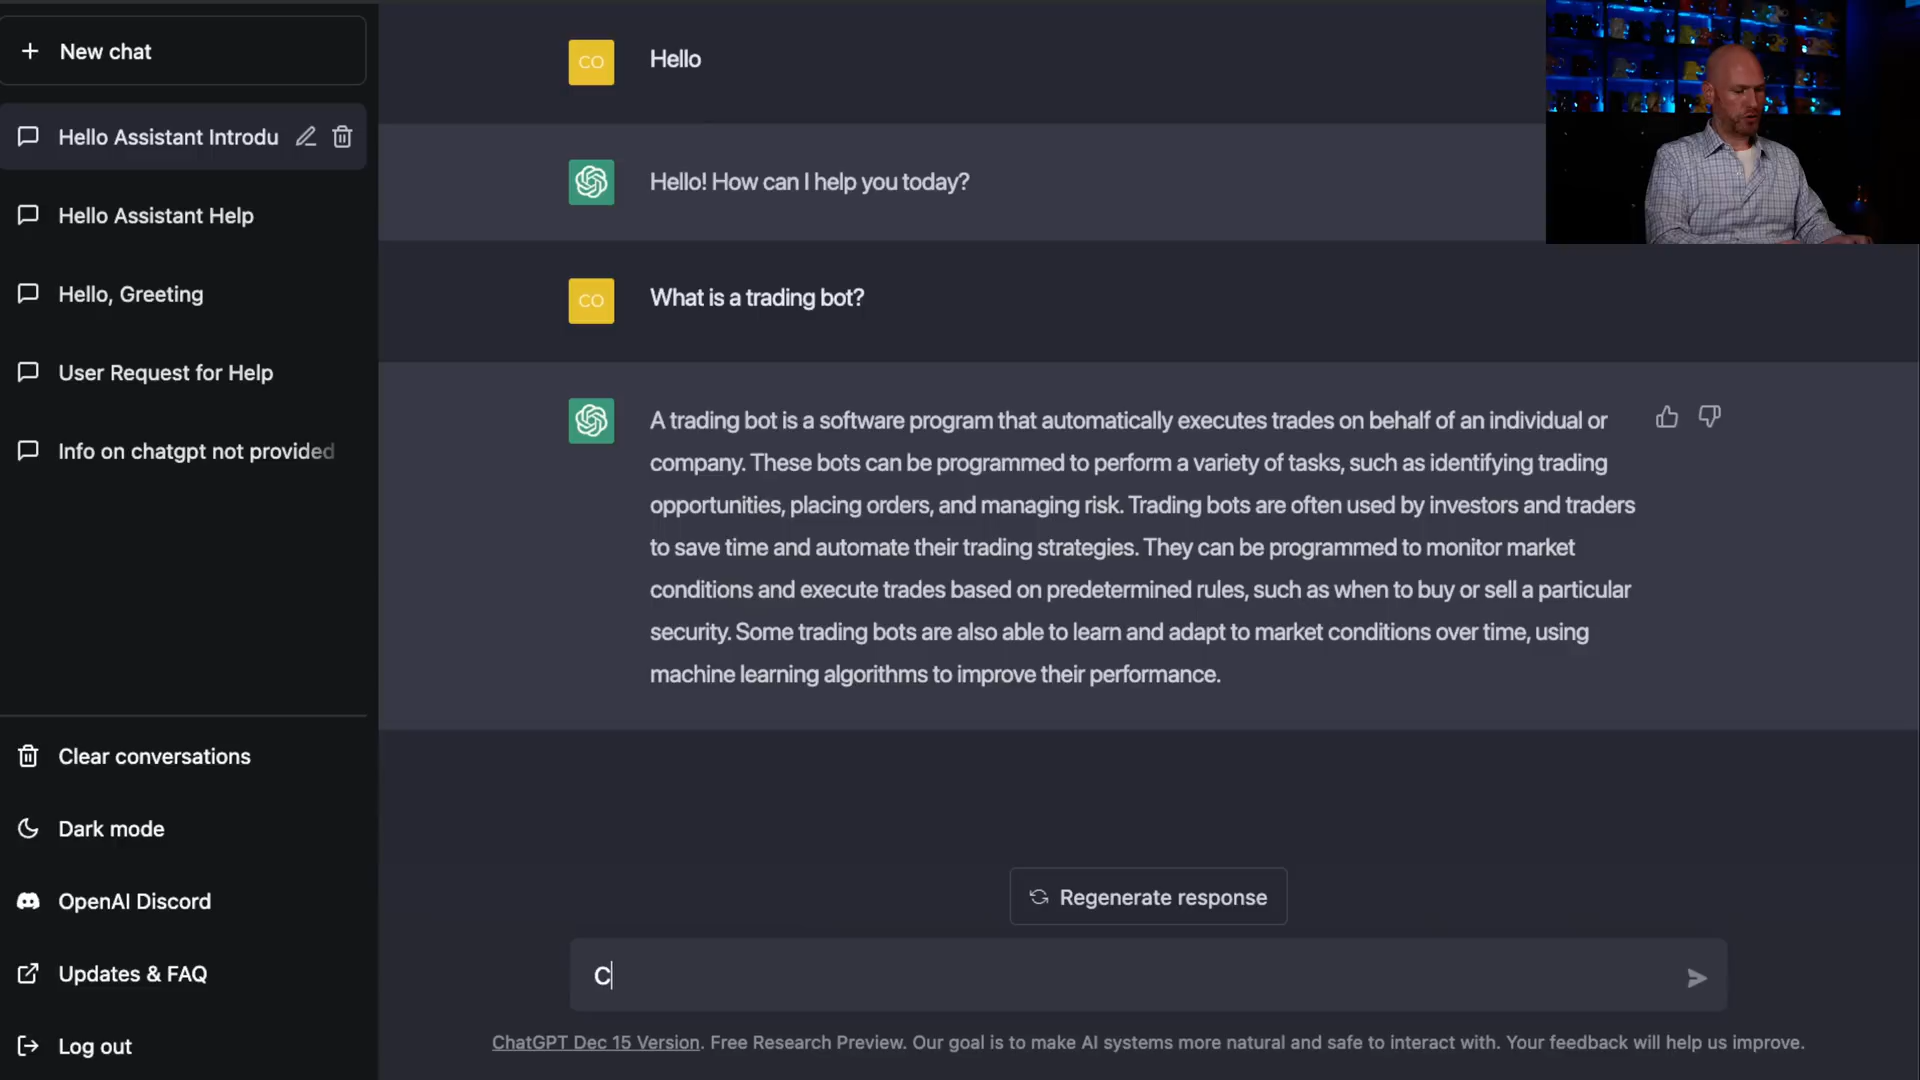 New chat
Hello Assistant Introdu
Hello Assistant Help
Hello, Greeting
User Request for Help
Info on chatgpt not provided
Clear conversations
Dark mode
OpenAI Discord
Updates & FAQ
Log out
CO
Hello
Hello! How can I help you today?
CO
What is a trading bot?
A trading bot is a software program that automatically executes trades on behalf of an individual or
company. These bots can be programmed to perform a variety of tasks, such as identifying trading
opportunities, placing orders, and managing risk. Trading bots are often used by investors and traders
to save time and automate their trading strategies. They can be programmed to monitor market
conditions and execute trades based on predetermined rules, such as when to buy or sell a particular
security. Some trading bots are also able to learn and adapt to market conditions over time, using
machine learning algorithms to improve their performance.
Regenerate response
C
ChatGPT Dec 15 Version. Free Research Preview. Our goal is to make AI systems more natural and safe to interact with. Your feedback will help us improve.